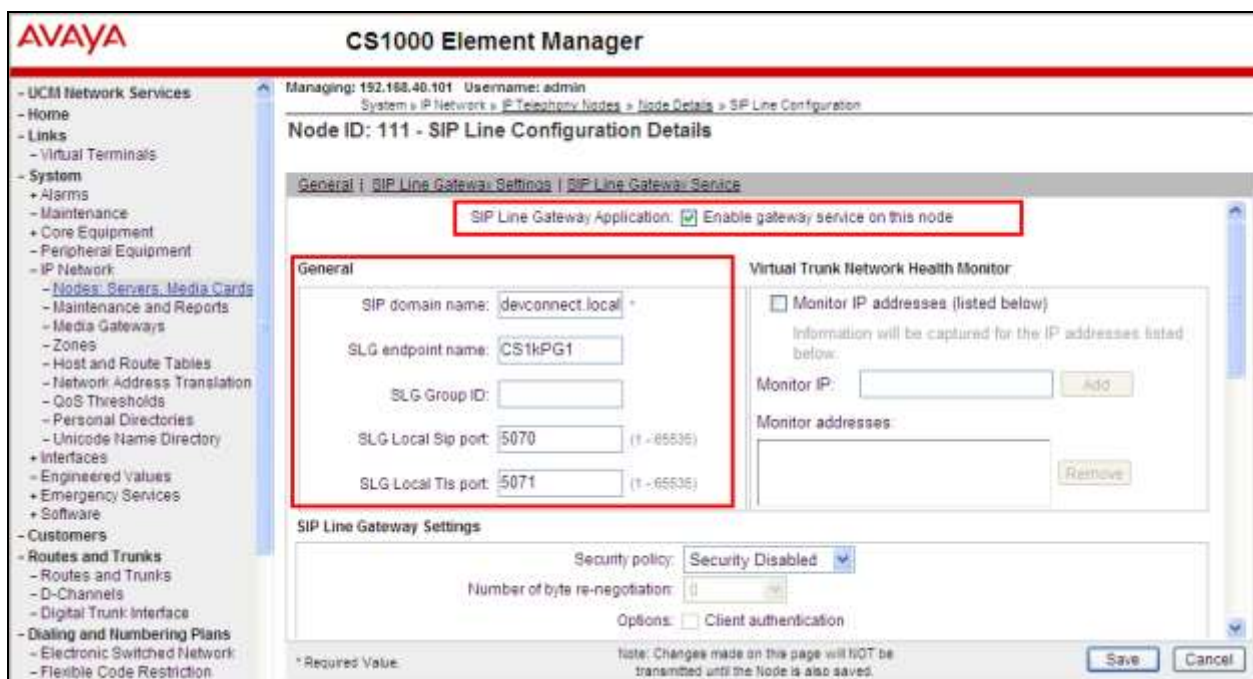 AVAYA
CS1000 Element Manager
- UCM Network Services
- Home
- Links
- Virtual Terminals
- System
+ Alarms
- Maintenance
+ Core Equipment
- Peripheral Equipment
- IP Network
- Nodes: Servers, Media Cards
- Maintenance and Reports
- Media Gateways
- Zones
- Host and Route Tables
- Network Address Translation
- QoS Thresholds
- Personal Directories
- Unicode Name Directory
+ Interfaces
- Engineered Values
+ Emergency Services
+ Software
- Customers
- Routes and Trunks
- Routes and Trunks
- D-Channels
- Digital Trunk Interface
- Dialing and Numbering Plans
- Electronic Switched Network
- Flexible Code Restriction
Managing: 192.168.40.101 Username: admin
System » IP Network » IP Telephony Nodes » Node Details » SIP Line Configuration
Node ID: 111 - SIP Line Configuration Details
General | SIP Line Gateway Settings | SIP Line Gateway Service
SIP Line Gateway Application: Enable gateway service on this node
General
SIP domain name: devconnect.local *
SLG endpoint name: CS1kPG1
SLG Group ID:
SLG Local Sip port: 5070 (1 - 65535)
SLG Local Tls port: 5071 (1 - 65535)
Virtual Trunk Network Health Monitor
Monitor IP addresses (listed below)
Information will be captured for the IP addresses listed
below.
Monitor IP: Add
Monitor addresses:
Remove
SIP Line Gateway Settings
Security policy: Security Disabled
Number of byte re-negotiation: 0
Options: Client authentication
* Required Value.
Note: Changes made on this page will NOT be
transmitted until the Node is also saved.
Save Cancel